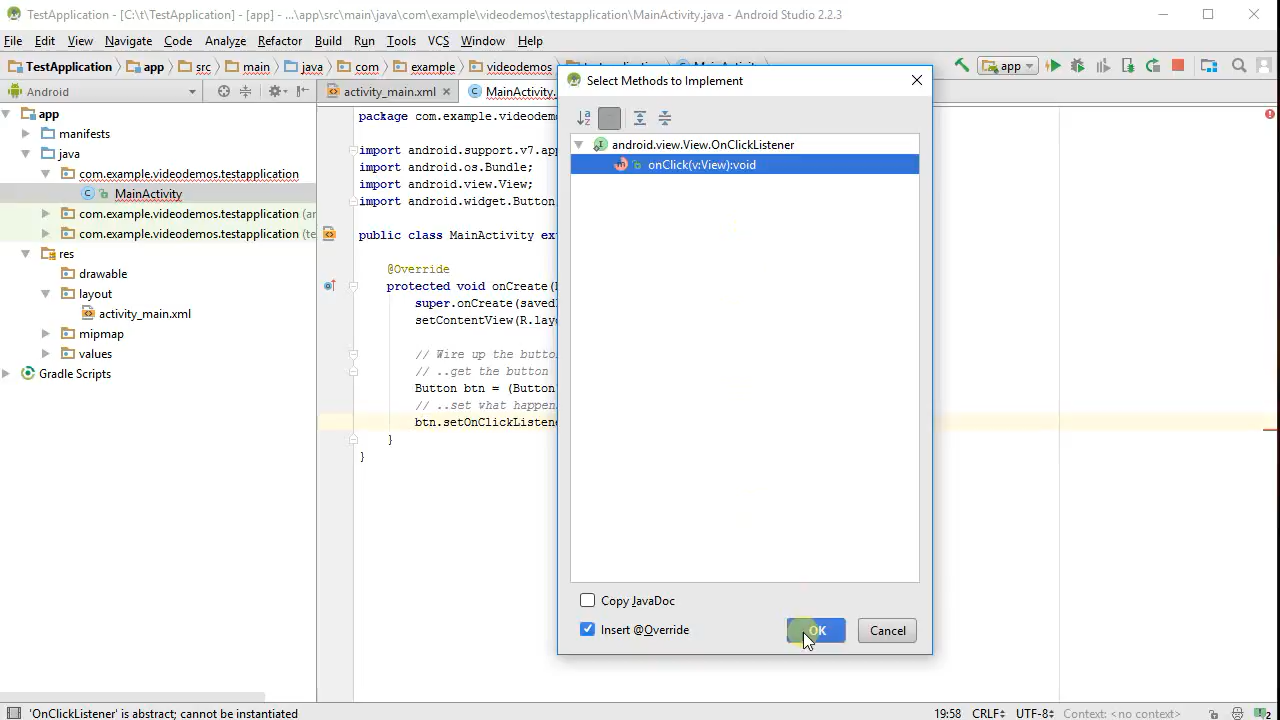 TestApplication - [C:\t\TestApplication] - [app] - ...\app\src\main\java\com\example\videodemos\testapplication\MainActivity.java - Android Studio 2.2.3
File Edit View Navigate Code Analyze Refactor Build Run Tools VCS Window Help
TestApplication app src main java com example videodemos
app
Android
activity_main.xml
MainActivity.
app
manifests
java
com.example.videodemos.testapplication
MainActivity
com.example.videodemos.testapplication (ar
com.example.videodemos.testapplication (te
res
drawable
layout
activity_main.xml
mipmap
values
Gradle Scripts
package com.example.videodemos
import android.support.v7.app
import android.os.Bundle;
import android.view.View;
import android.widget.Button
public class MainActivity ex
@Override
protected void onCreate(
super.onCreate(saved
setContentView(R.lay
// Wire up the butto
// ..get the button
Button btn = (Button
// ..set what happen
btn.setOnClickListene
}
}
Select Methods to Implement
android.view.View.OnClickListener
onClick(v:View):void
Copy JavaDoc
Insert @Override
OK
Cancel
'OnClickListener' is abstract; cannot be instantiated
19:58 CRLF÷ UTF-8÷ Context: <no context>
2